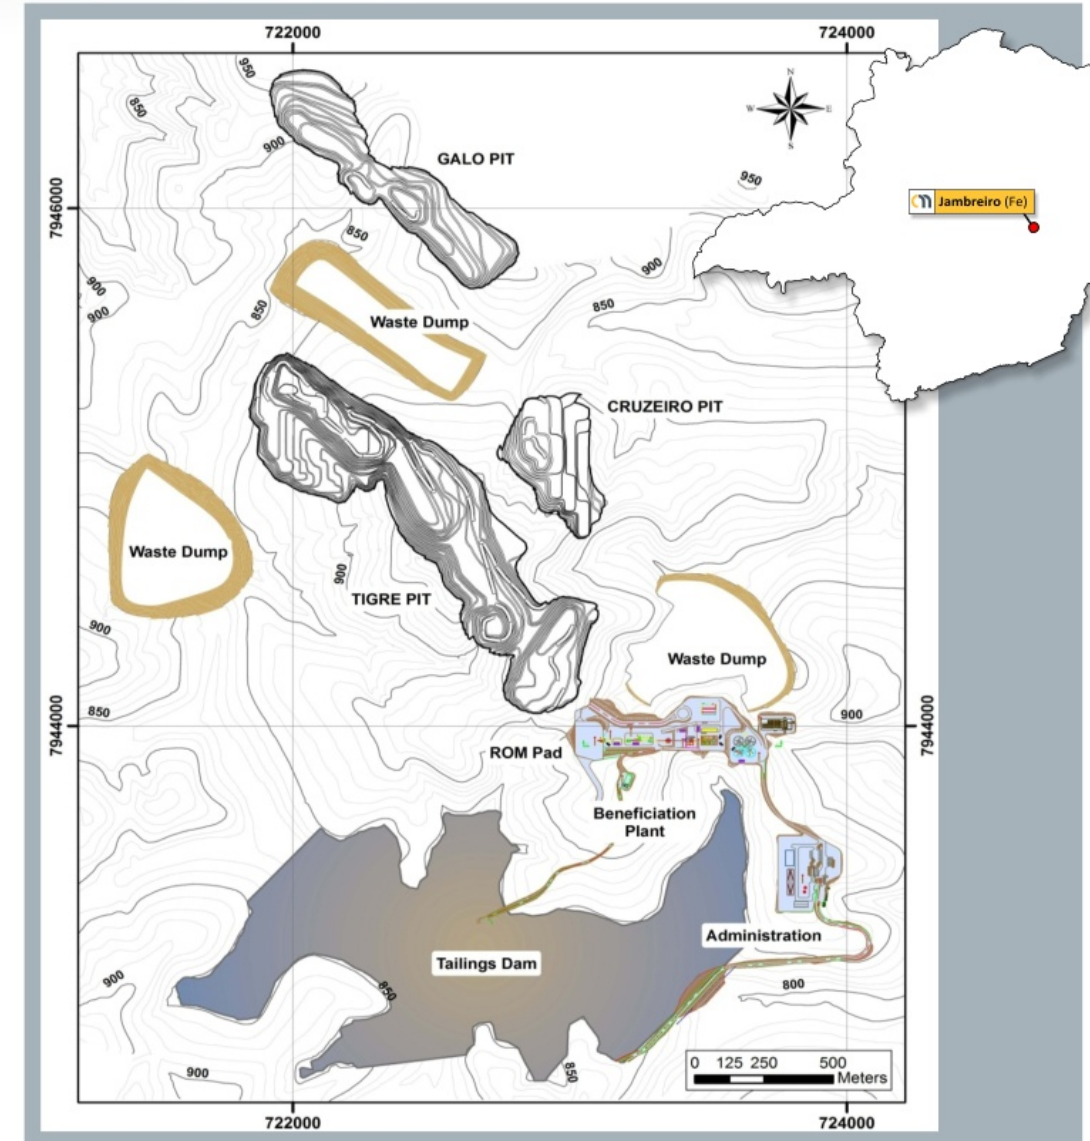 722000
724000
950
850
N
W
E
S
900
GALO PIT
950
Jambreiro (Fe)
7946000
850
900
900
900
850
850
Waste Dump
CRUZEIRO PIT
Waste Dump
900
TIGRE PIT
900
Waste Dump
850
900
7944000
7944000
ROM Pad
Beneficiation
Plant
Administration
Tailings Dam
900
850
800
900
850
0 125 250 500
Meters
722000
724000